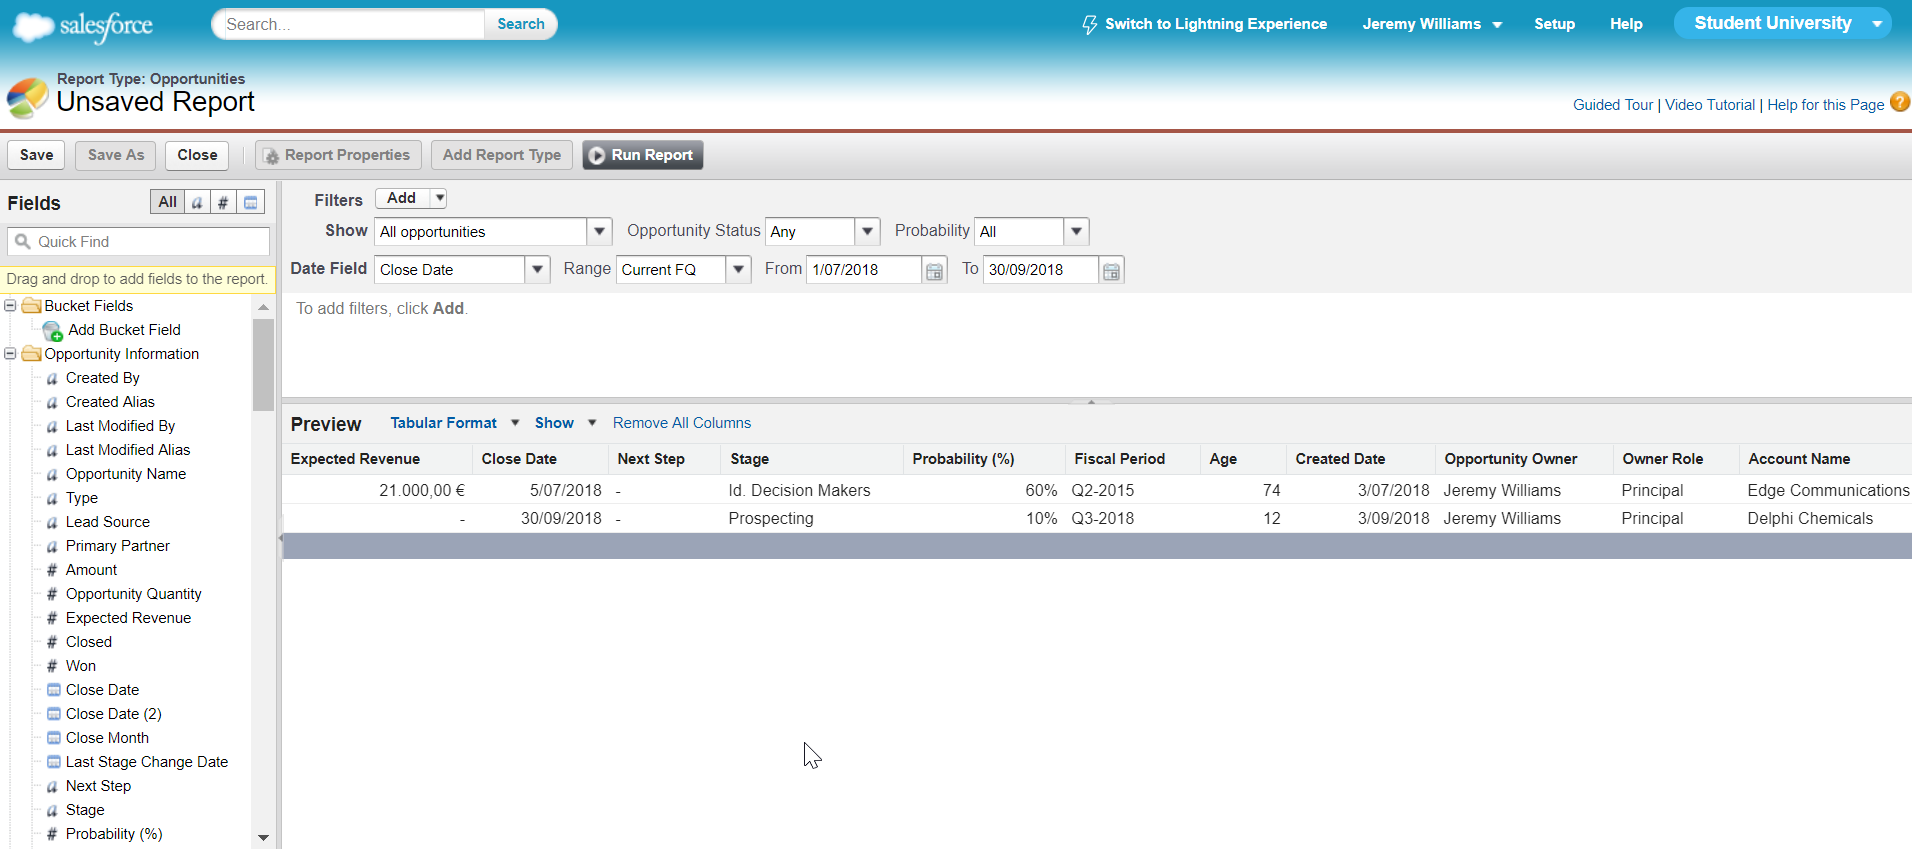 salesforce
Search...
Search
Switch to Lightning Experience
Jeremy Williams
Setup
Help
Student University
Report Type: Opportunities
Unsaved Report
Guided Tour | Video Tutorial | Help for this Page ?
Save
Save As
Close
Report Properties
Add Report Type
Run Report
Fields
All
a
#
Quick Find
Drag and drop to add fields to the report.
Bucket Fields
Add Bucket Field
Opportunity Information
a Created By
a Created Alias
a Last Modified By
a Last Modified Alias
a Opportunity Name
a Type
a Lead Source
a Primary Partner
# Amount
# Opportunity Quantity
# Expected Revenue
# Closed
# Won
Close Date
Close Date (2)
Close Month
Last Stage Change Date
a Next Step
a Stage
# Probability (%)
Filters Add
Show All opportunities Opportunity Status Any Probability All
Date Field Close Date Range Current FQ From 1/07/2018 To 30/09/2018
To add filters, click Add.
Preview Tabular Format Show Remove All Columns
Expected Revenue Close Date Next Step Stage Probability (%) Fiscal Period Age Created Date Opportunity Owner Owner Role Account Name
21.000,00 € 5/07/2018 - Id. Decision Makers 60% Q2-2015 74 3/07/2018 Jeremy Williams Principal Edge Communications
- 30/09/2018 - Prospecting 10% Q3-2018 12 3/09/2018 Jeremy Williams Principal Delphi Chemicals